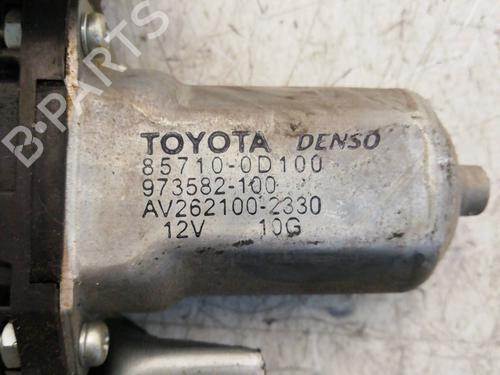 B-PARTS
TOYOTA DENSO
85710-0D100
973582-100
AV262100-2330
12V 10G